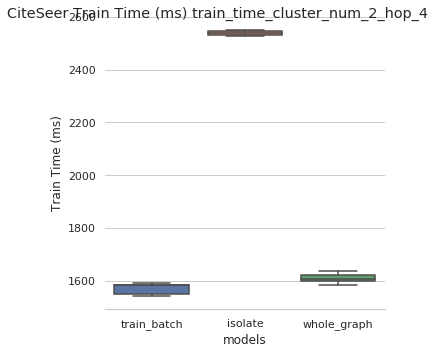 CiteSeer Train Time (ms) train_time_cluster_num_2_hop_4
2600
2400
2200
2000
1800
1600
Train Time (ms)
train_batch isolate whole_graph
models